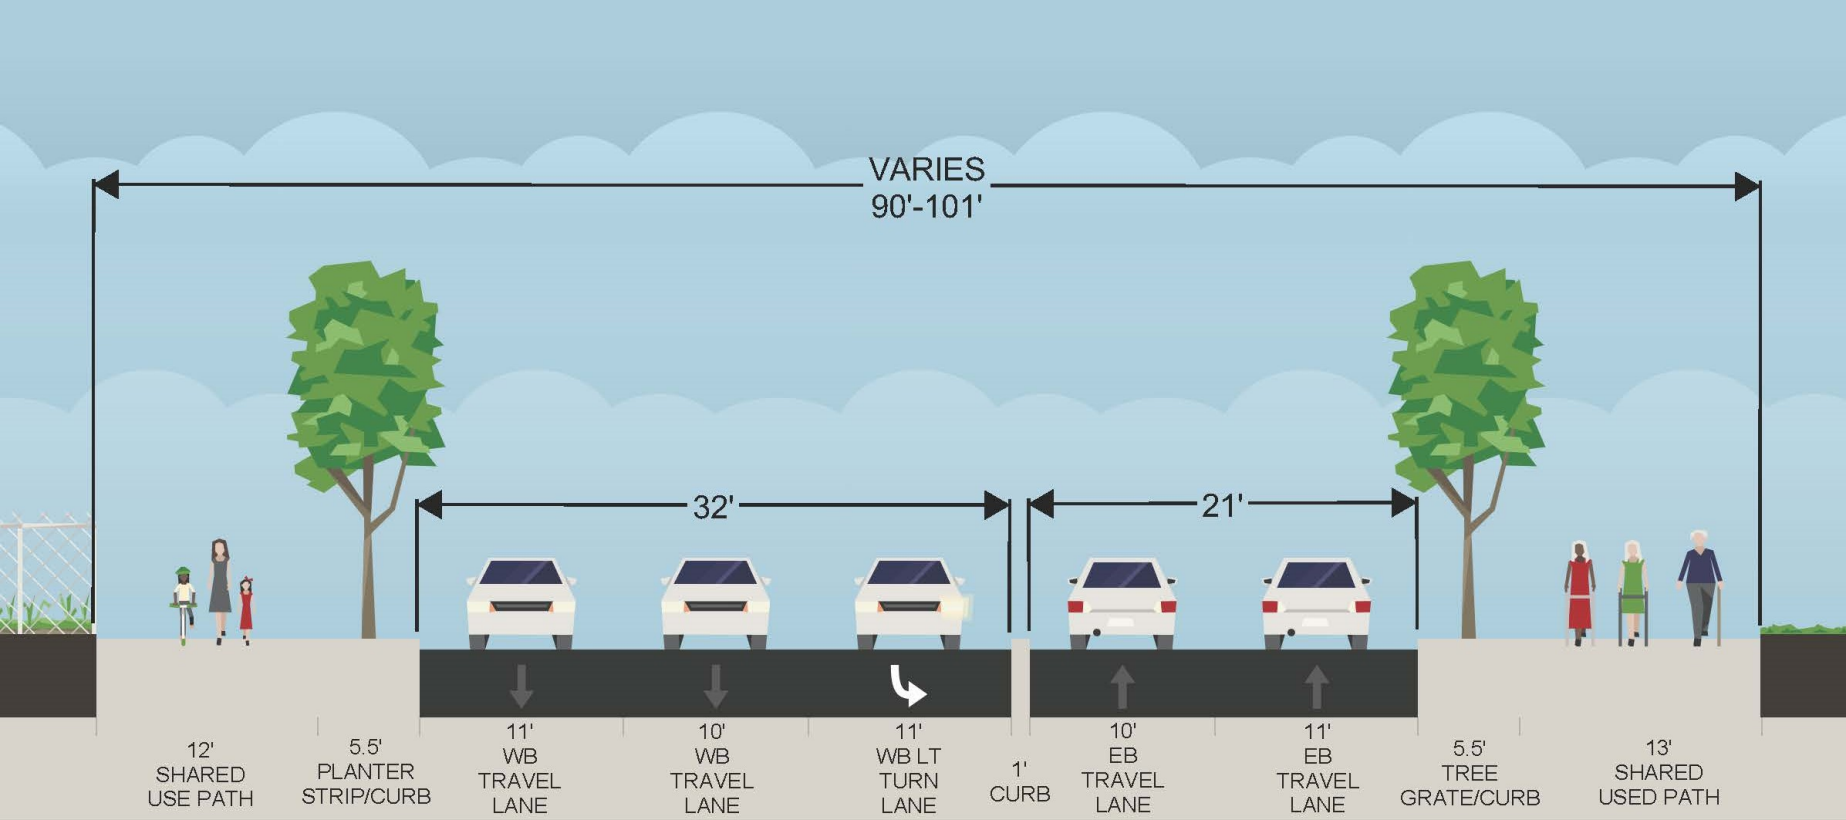 VARIES
90'-101'
32'
21'
12'
SHARED
USE PATH
5.5'
PLANTER
STRIP/CURB
11'
WB
TRAVEL
LANE
10'
WB
TRAVEL
LANE
11'
WB LT
TURN
LANE
1'
CURB
10'
EB
TRAVEL
LANE
11'
EB
TRAVEL
LANE
5.5'
TREE
GRATE/CURB
13'
SHARED
USED PATH